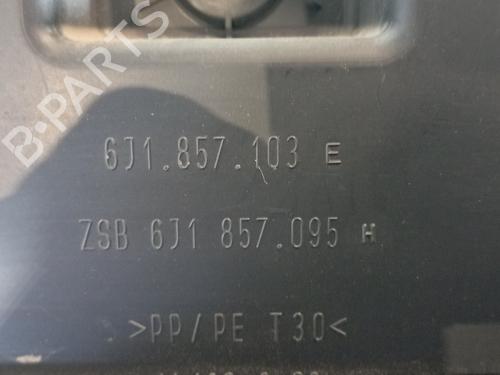 B-PARTS
6J1.857.103 E
ZSB 6J1 857.095 H
>PP/PE T30<